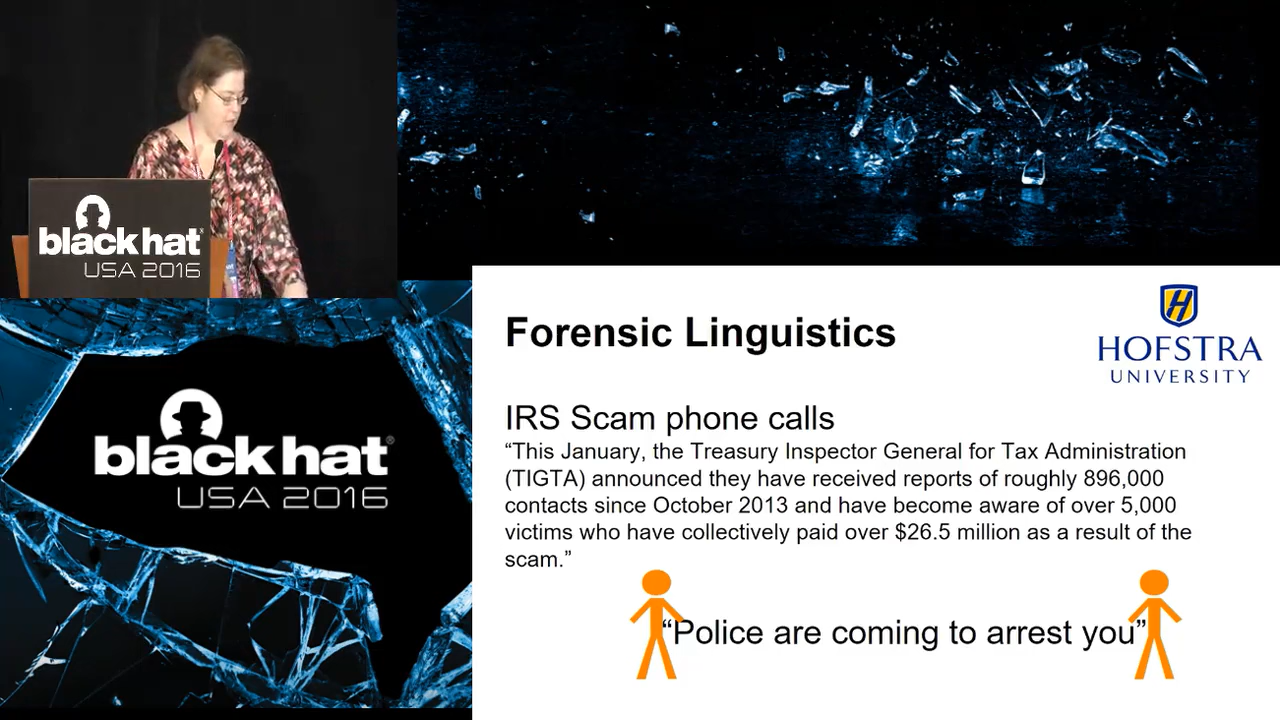 black hat
USA 2016
black hat®
USA 2016
Forensic Linguistics
HOFSTRA
UNIVERSITY
IRS Scam phone calls
“This January, the Treasury Inspector General for Tax Administration
(TIGTA) announced they have received reports of roughly 896,000
contacts since October 2013 and have become aware of over 5,000
victims who have collectively paid over $26.5 million as a result of the
scam.”
“Police are coming to arrest you”